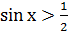 sin x > 1/2